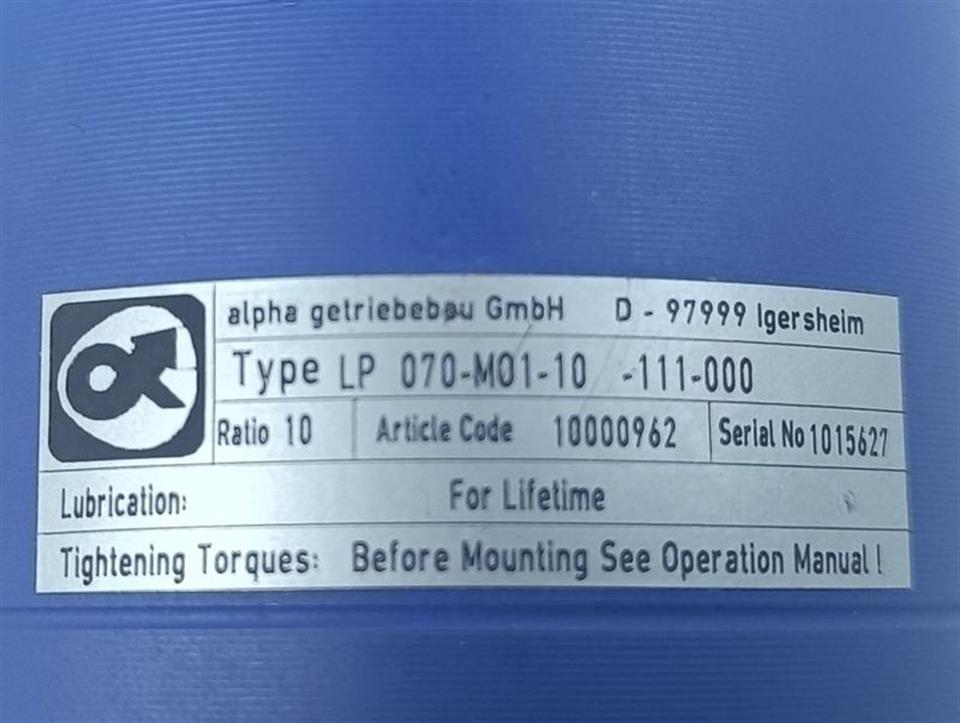 alpha getriebebau GmbH D - 97999 Igersheim
Type LP 070-M01-10 -111-000
Ratio 10 Article Code 10000962 Serial No 1015627
Lubrication: For Lifetime
Tightening Torques: Before Mounting See Operation Manual !